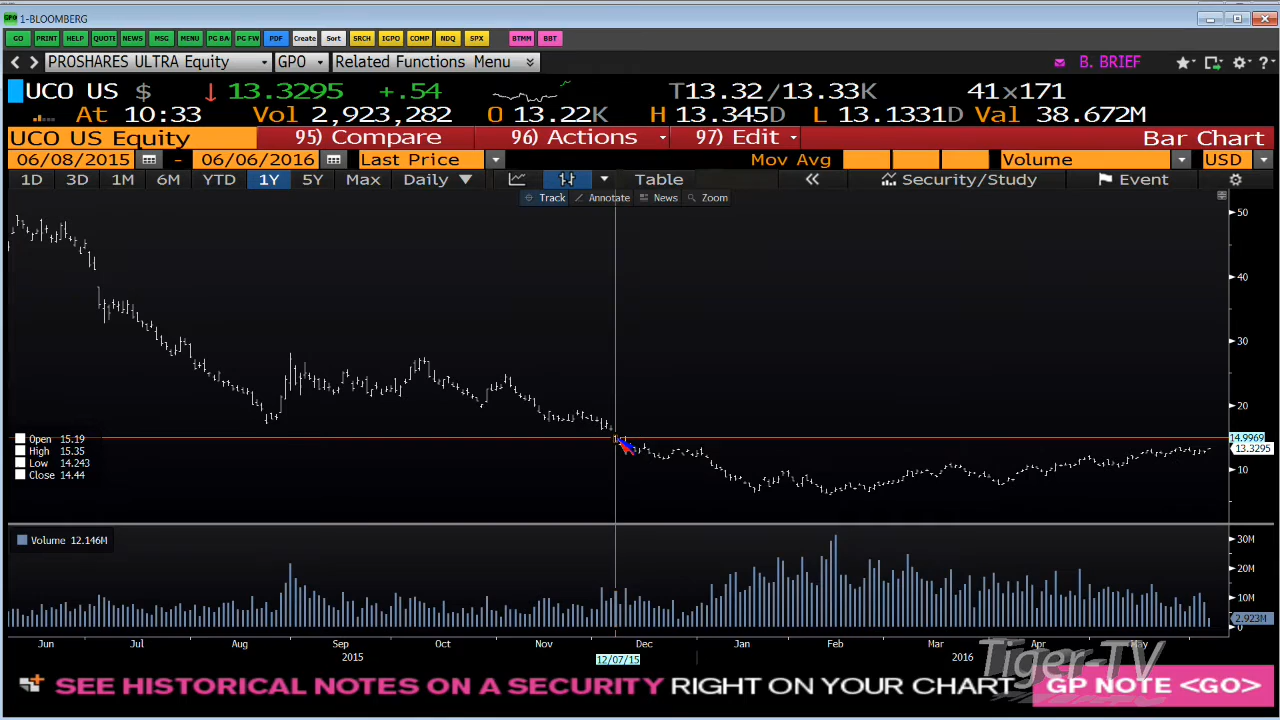 GPO 1-BLOOMBERG
GO PRINT HELP QUOTE NEWS MSG MENU PG BA PG FW PDF Create Sort SRCH IGPO COMP NDQ SPX BTMM BBT
PROSHARES ULTRA Equity GPO Related Functions Menu B. BRIEF
UCO US $ ↓ 13.3295 +.54 T13.32/13.33K 41x171
At 10:33 Vol 2,923,282 O 13.22K H 13.345D L 13.1331D Val 38.672M
UCO US Equity 95) Compare 96) Actions 97) Edit Bar Chart
06/08/2015 - 06/06/2016 Last Price Mov Avg Volume USD
1D 3D 1M 6M YTD 1Y 5Y Max Daily Table Security/Study Event
Track Annotate News Zoom
50
40
30
20
14.9969
13.3295
10
Open 15.19
High 15.35
Low 14.243
Close 14.44
Volume 12.146M
30M
20M
10M
2.923M
0
Jun Jul Aug Sep Oct Nov Dec Jan Feb Mar Apr May
2015 12/07/15 2016
Tiger-TV
SEE HISTORICAL NOTES ON A SECURITY RIGHT ON YOUR CHART GP NOTE <GO>